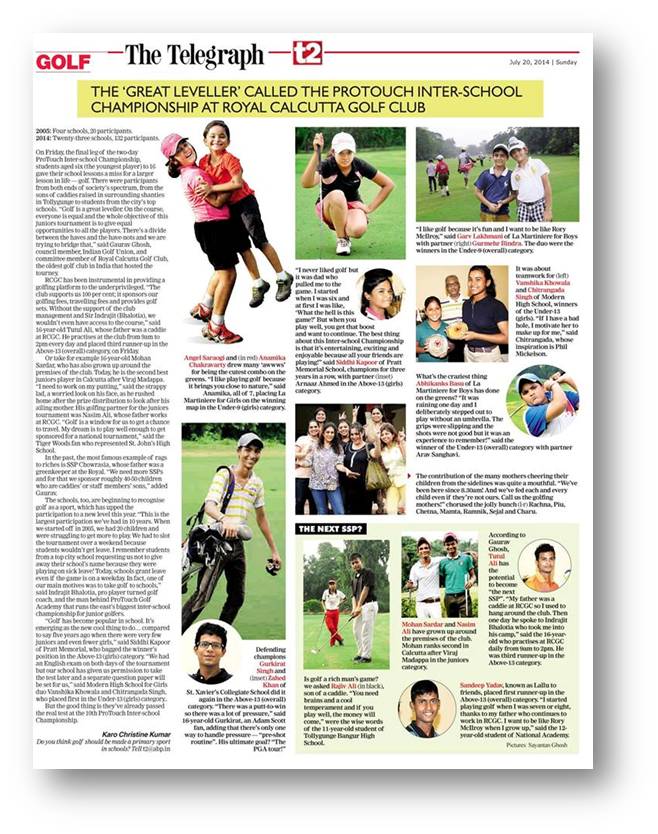 GOLF
The Telegraph
t2
July 20, 2014 | Sunday
THE ‘GREAT LEVELLER’ CALLED THE PROTOUCH INTER-SCHOOL
CHAMPIONSHIP AT ROYAL CALCUTTA GOLF CLUB
2005: Four schools, 20 participants.
2014: Twenty-three schools, 132 participants.
On Friday, the final leg of the two-day
ProTouch Inter-school Championship,
students aged six (the youngest player) to 16
gave their school lessons a miss for a larger
lesson in life — golf. There were participants
from both ends of society's spectrum, from the
sons of caddies raised in surrounding shanties
in Tollygunge to students from the city's top
schools. “Golf is a great leveller. On the course,
everyone is equal and the whole objective of this
juniors tournament is to give equal
opportunities to all the players. There's a divide
between the haves and the have-nots and we are
trying to bridge that,” said Gaurav Ghosh,
council member, Indian Golf Union, and
committee member of Royal Calcutta Golf Club,
the oldest golf club in India that hosted the
tourney.
RCGC has been instrumental in providing a
golfing platform to the underprivileged. “The
club supports us 100 per cent; it sponsors our
golfing fees, travelling fees and provides golf
sets. Without the support of the club
management and Sir Indrajit (Bhalotia), we
wouldn't even have access to the course,” said
16-year-old Tutul Ali, whose father was a caddie
at RCGC. He practises at the club from 9am to
7pm every day and placed third runner-up in the
Above-13 (overall) category, on Friday.
Or take for example 16-year-old Mohan
Sardar, who has also grown up around the
premises of the club. Today, he is the second best
juniors player in Calcutta after Viraj Madappa.
“I need to work on my putting,” said the strappy
lad, a worried look on his face, as he rushed
home after the prize distribution to look after his
ailing mother. His golfing partner for the juniors
tournament was Nasim Ali, whose father works
at RCGC. “Golf is a window for us to get a chance
to travel. My dream is to play well enough to get
sponsored for a national tournament,” said the
Tiger Woods fan who represented St. John's High
School.
In the past, the most famous example of rags
to riches is SSP Chowrasia, whose father was a
greenkeeper at the Royal. “We need more SSPs
and for that we sponsor roughly 40-50 children
who are caddies' or staff members' sons,” added
Gaurav.
The schools, too, are beginning to recognise
golf as a sport, which has upped the
participation to a new level this year. “This is the
largest participation we've had in 10 years. When
we started off in 2005, we had 20 children and
were struggling to get more to play. We had to slot
the tournament over a weekend because
students wouldn't get leave. I remember students
from a top city school requesting us not to give
away their school's name because they were
playing on sick leave! Today, schools grant leave
even if the game is on a weekday. In fact, one of
our main motives was to take golf to schools,”
said Indrajit Bhalotia, pro player turned golf
coach, and the man behind ProTouch Golf
Academy that runs the east's biggest inter-school
championship for junior golfers.
“Golf has become popular in school. It's
emerging as the new cool thing to do... compared
to say five years ago when there were very few
juniors and even fewer girls,” said Siddhi Kapoor
of Pratt Memorial, who bagged the winner's
position in the Above-13 (girls) category. “We had
an English exam on both days of the tournament
but our school has given us permission to take
the test later and a separate question paper will
be set for us,” said Modern High School for Girls
duo Vanshika Khowala and Chitrangada Singh,
who placed first in the Under-13 (girls) category.
But the good thing is they've already passed
the real test at the 10th ProTouch Inter-school
Championship.
Karo Christine Kumar
Do you think golf should be made a primary sport
in schools? Tell t2@abp.in
Angel Saraogi and (in red) Anamika
Chakravarty drew many ‘awwws’
for being the cutest combo on the
greens. “I like playing golf because
it brings you close to nature,” said
Anamika, all of 7, placing La
Martiniere for Girls on the winning
map in the Under-9 (girls) category.
Defending
champions
Gurkirat
Singh and
(inset) Zahed
Khan of
St. Xavier's Collegiate School did it
again in the Above-13 (overall)
category. “There was a putt-to-win
so there was a lot of pressure,” said
16-year-old Gurkirat, an Adam Scott
fan, adding that there's only one
way to handle pressure — “pre-shot
routine”. His ultimate goal? “The
PGA tour!”
“I never liked golf but
it was dad who
pulled me to the
game. I started
when I was six and
at first I was like,
‘What the hell is this
game?’ But when you
play well, you get that boost
and want to continue. The best thing
about this Inter-school Championship
is that it's entertaining, exciting and
enjoyable because all your friends are
playing!” said Siddhi Kapoor of Pratt
Memorial School, champions for three
years in a row, with partner (inset)
Arnaaz Ahmed in the Above-13 (girls)
category.
“I like golf because it's fun and I want to be like Rory
McIlroy,” said Garv Lakhmani of La Martiniere for Boys
with partner (right) Gurmehr Bindra. The duo were the
winners in the Under-9 (overall) category.
It was about
teamwork for (left)
Vanshika Khowala
and Chitrangada
Singh of Modern
High School, winners
of the Under-13
(girls). “If I have a bad
hole, I motivate her to
make up for me,” said
Chitrangada, whose
inspiration is Phil
Mickelson.
What's the craziest thing
Abhikanks Basu of La
Martiniere for Boys has done
on the greens? “It was
raining one day and I
deliberately stepped out to
play without an umbrella. The
grips were slipping and the
shots were not good but it was an
experience to remember!” said the
winner of the Under-13 (overall) category with partner
Arav Sanghavi.
The contribution of the many mothers cheering their
children from the sidelines was quite a mouthful. “We've
been here since 8.30am! And we've fed each and every
child even if they're not ours. Call us the golfing
mothers!” chorused the jolly bunch (l-r) Rachna, Piu,
Chetna, Mamta, Ramnik, Sejal and Charu.
THE NEXT SSP?
Is golf a rich man's game?
we asked Rajiv Ali (in black),
son of a caddie. “You need
brains and a cool
temperament and if you
play well, the money will
come,” were the wise words
of the 11-year-old student of
Tollygunge Bangur High
School.
Mohan Sardar and Nasim
Ali have grown up around
the premises of the club.
Mohan ranks second in
Calcutta after Viraj
Madappa in the juniors
category.
According to
Gaurav
Ghosh,
Tutul
Ali has
the
potential
to become
“the next
SSP”. “My father was a
caddie at RCGC so I used to
hang around the club. Then
one day he spoke to Indrajit
Bhalotia who took me into
his camp,” said the 16-year-
old who practises at RCGC
daily from 9am to 7pm. He
was third runner-up in the
Above-13 category.
Sandeep Yadav, known as Lallu to
friends, placed first runner-up in the
Above-13 (overall) category. “I started
playing golf when I was seven or eight,
thanks to my father who continues to
work in RCGC. I want to be like Rory
McIlroy when I grow up,” said the 12-
year-old student of National Academy.
Pictures: Sayantan Ghosh